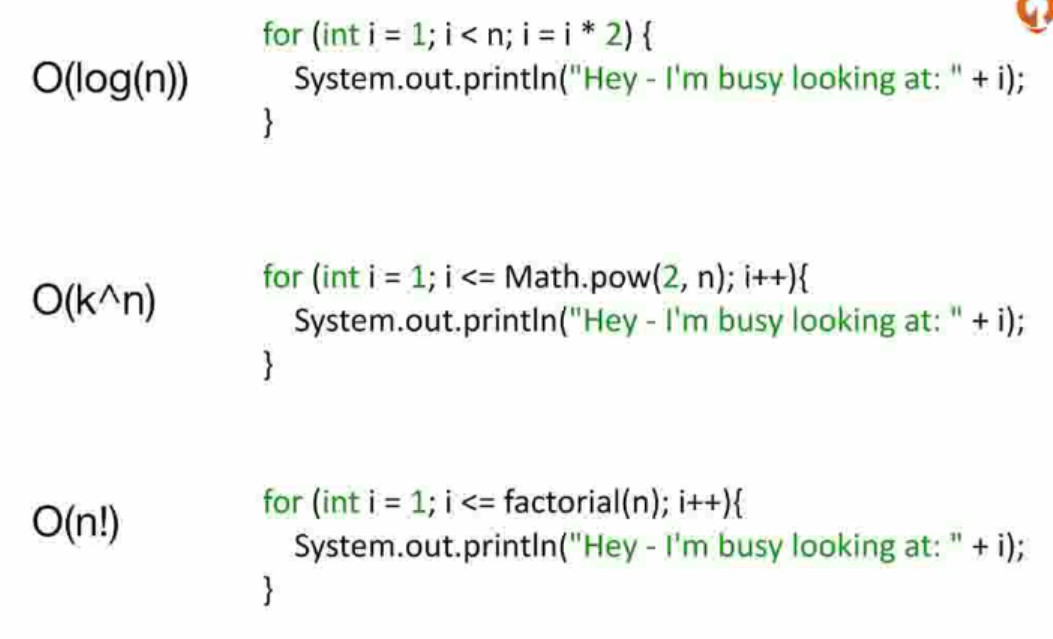 O(log(n))
for (int i = 1; i < n; i = i * 2) {
System.out.println("Hey - I'm busy looking at: " + i);
}
O(k^n)
for (int i = 1; i <= Math.pow(2, n); i++){
System.out.println("Hey - I'm busy looking at: " + i);
}
O(n!)
for (int i = 1; i <= factorial(n); i++){
System.out.println("Hey - I'm busy looking at: " + i);
}